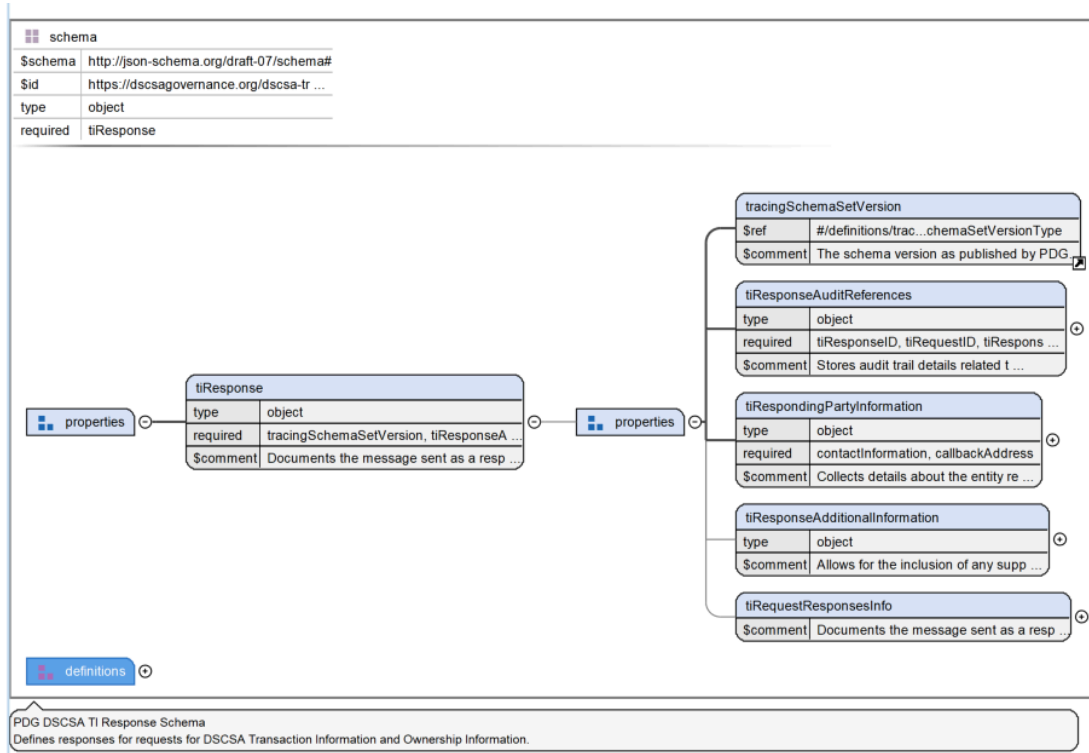 schema
$schema http://json-schema.org/draft-07/schema#
$id https://dscsagovernance.org/dscsa-tr ...
type object
required tiResponse
properties
tiResponse
type object
required tracingSchemaSetVersion, tiResponseA ...
$comment Documents the message sent as a resp ...
properties
tracingSchemaSetVersion
$ref #/definitions/trac...chemaSetVersionType
$comment The schema version as published by PDG.
tiResponseAuditReferences
type object
required tiResponseID, tiRequestID, tiRespons ...
$comment Stores audit trail details related t ...
tiRespondingPartyInformation
type object
required contactInformation, callbackAddress
$comment Collects details about the entity re ...
tiResponseAdditionalInformation
type object
$comment Allows for the inclusion of any supp ...
tiRequestResponsesInfo
$comment Documents the message sent as a resp ...
definitions
PDG DSCSA TI Response Schema
Defines responses for requests for DSCSA Transaction Information and Ownership Information.